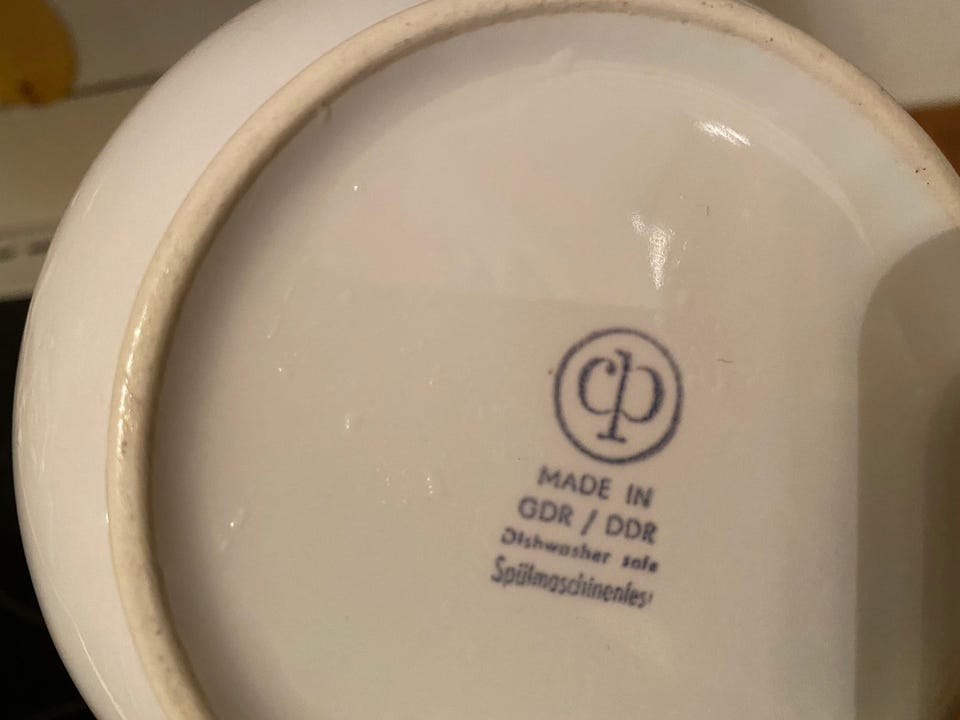 cp
MADE IN
GDR / DDR
Dishwasher safe
Spülmaschinenfest